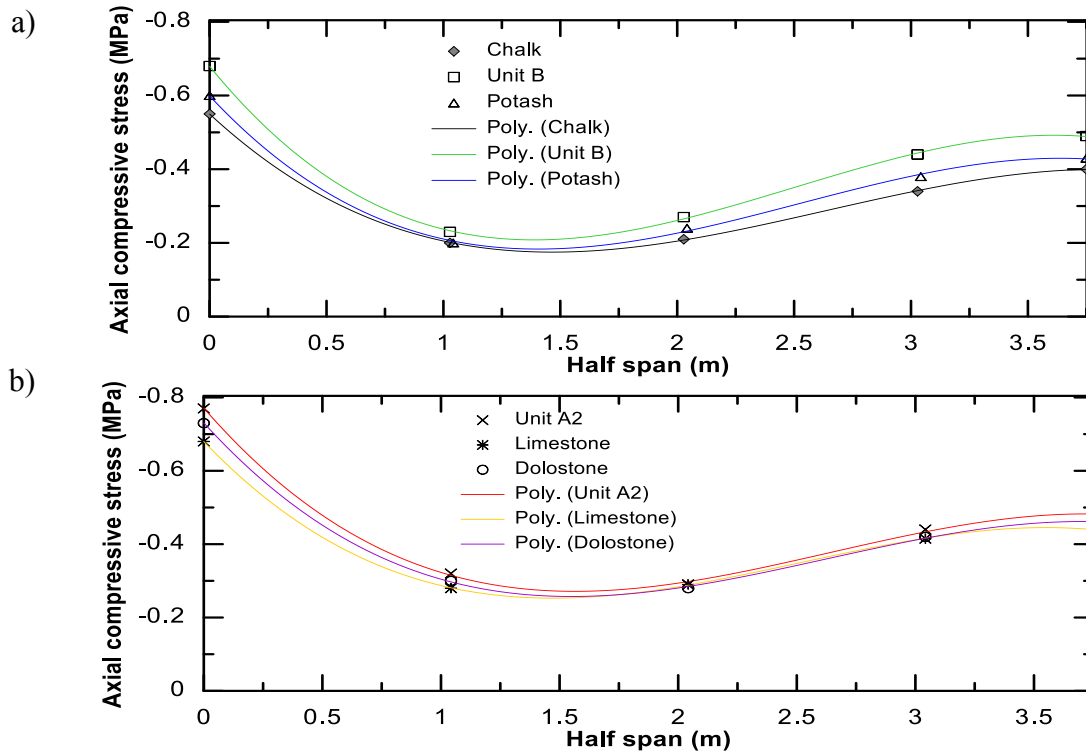 a)
Axial compressive stress (MPa)
-0.8
-0.6
-0.4
-0.2
0
Chalk
Unit B
Potash
Poly. (Chalk)
Poly. (Unit B)
Poly. (Potash)
0 0.5 1 1.5 2 2.5 3 3.5
Half span (m)
b)
Axial compressive stress (MPa)
-0.8
-0.6
-0.4
-0.2
0
Unit A2
Limestone
Dolostone
Poly. (Unit A2)
Poly. (Limestone)
Poly. (Dolostone)
0 0.5 1 1.5 2 2.5 3 3.5
Half span (m)